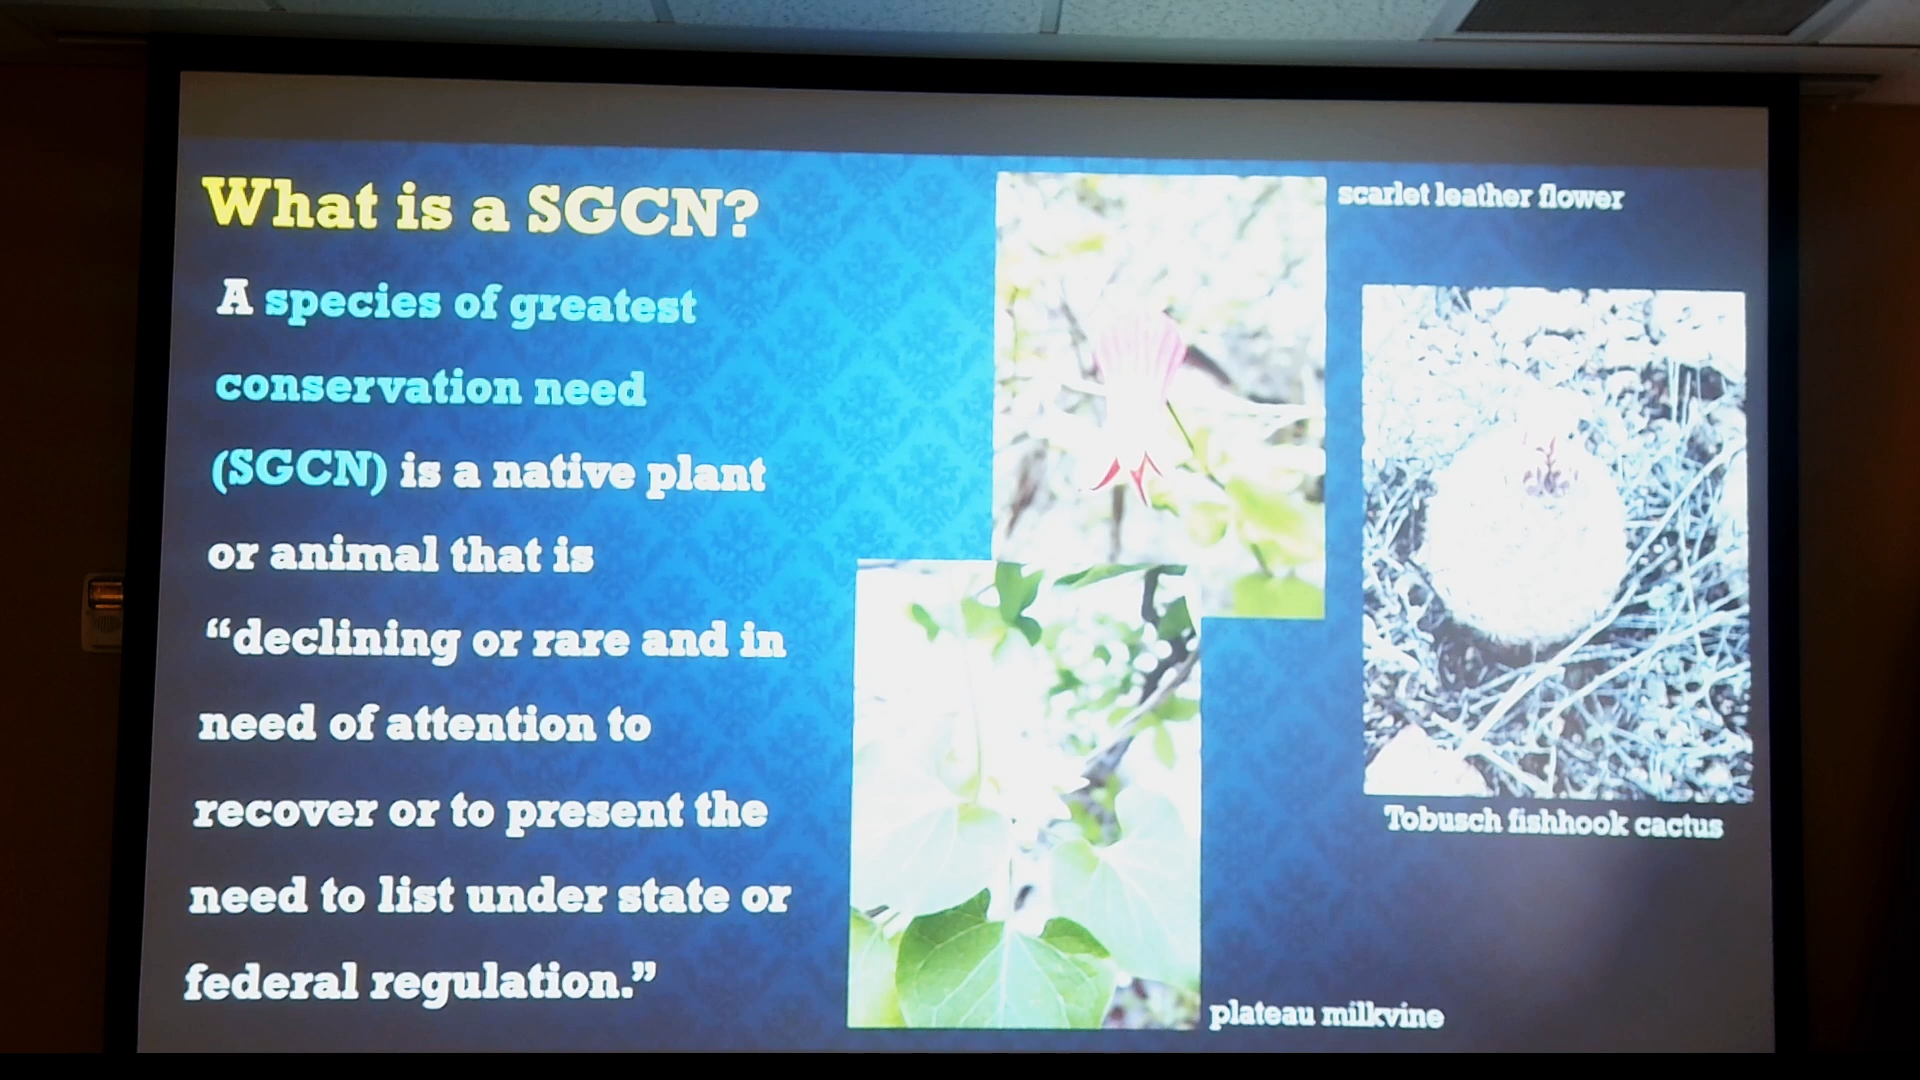 What is a SGCN?
A species of greatest
conservation need
(SGCN) is a native plant
or animal that is
“declining or rare and in
need of attention to
recover or to present the
need to list under state or
federal regulation.”
scarlet leather flower
Tobusch fishhook cactus
plateau milkvine